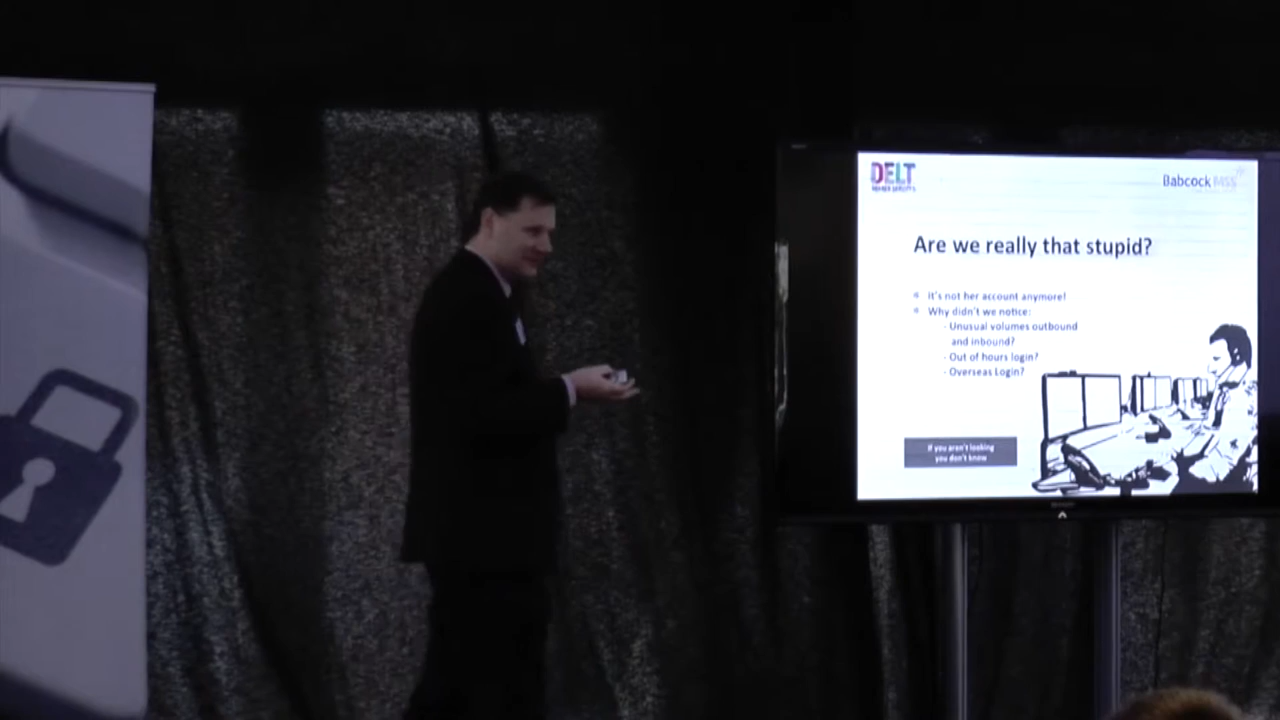 DELT
Babcock MSS
Are we really that stupid?
It's not her account anymore!
Why didn't we notice:
- Unusual volumes outbound
and inbound?
- Out of hours login?
- Overseas Login?
If you aren't looking
you don't know